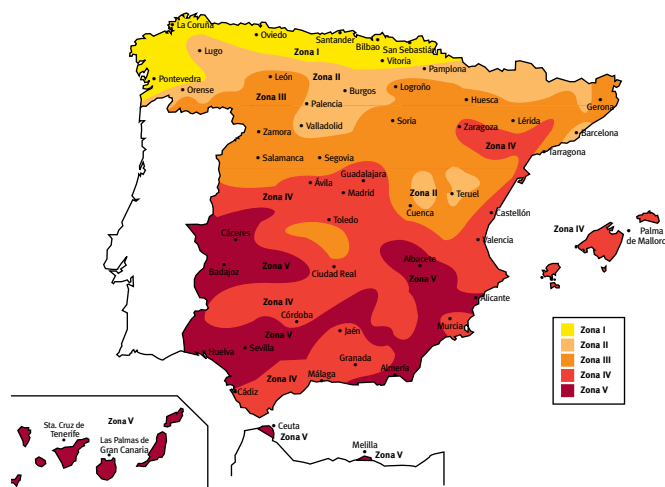 La Coruña
Oviedo
Santander
Bilbao
San Sebastián
Lugo
Zona I
Vitoria
Pamplona
Pontevedra
Orense
León
Zona II
Burgos
Logroño
Huesca
Gerona
Zona III
Palencia
Valladolid
Soria
Zaragoza
Lérida
Barcelona
Zamora
Tarragona
Salamanca
Segovia
Guadalajara
Ávila
Madrid
Zona IV
Zona II
Teruel
Cuenca
Castellón
Toledo
Cáceres
Valencia
Zona IV
Palma
de Mallorc
Badajoz
Zona V
Ciudad Real
Albacete
Zona V
Alicante
Zona IV
Córdoba
Murcia
Zona V
Jaén
Huelva
Sevilla
Granada
Almería
Zona IV
Málaga
Cádiz
Zona I
Zona II
Zona III
Zona IV
Zona V
Zona V
Sta. Cruz de
Tenerife
Las Palmas de
Gran Canaria
Ceuta
Zona V
Melilla
Zona V